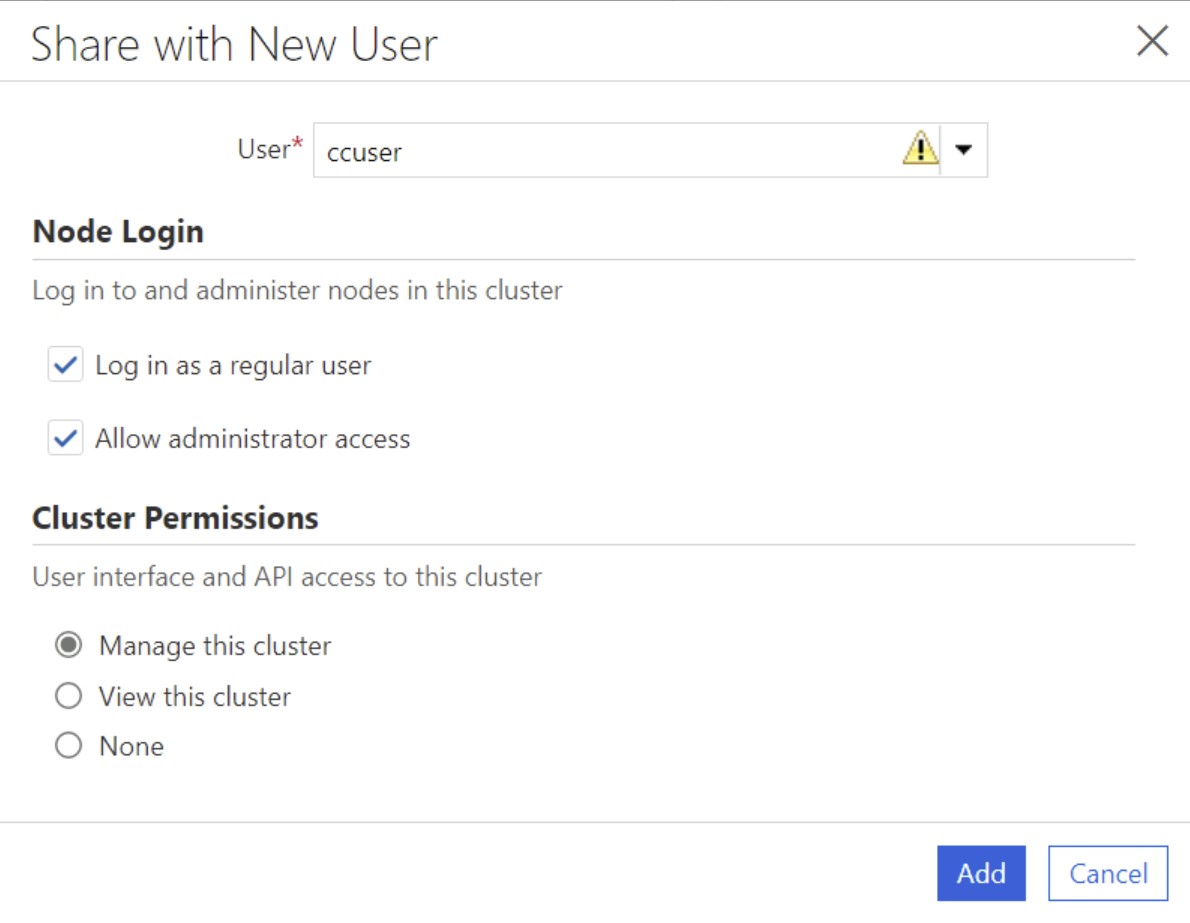 Share with New User
User* ccuser
Node Login
Log in to and administer nodes in this cluster
Log in as a regular user
Allow administrator access
Cluster Permissions
User interface and API access to this cluster
Manage this cluster
View this cluster
None
Add Cancel